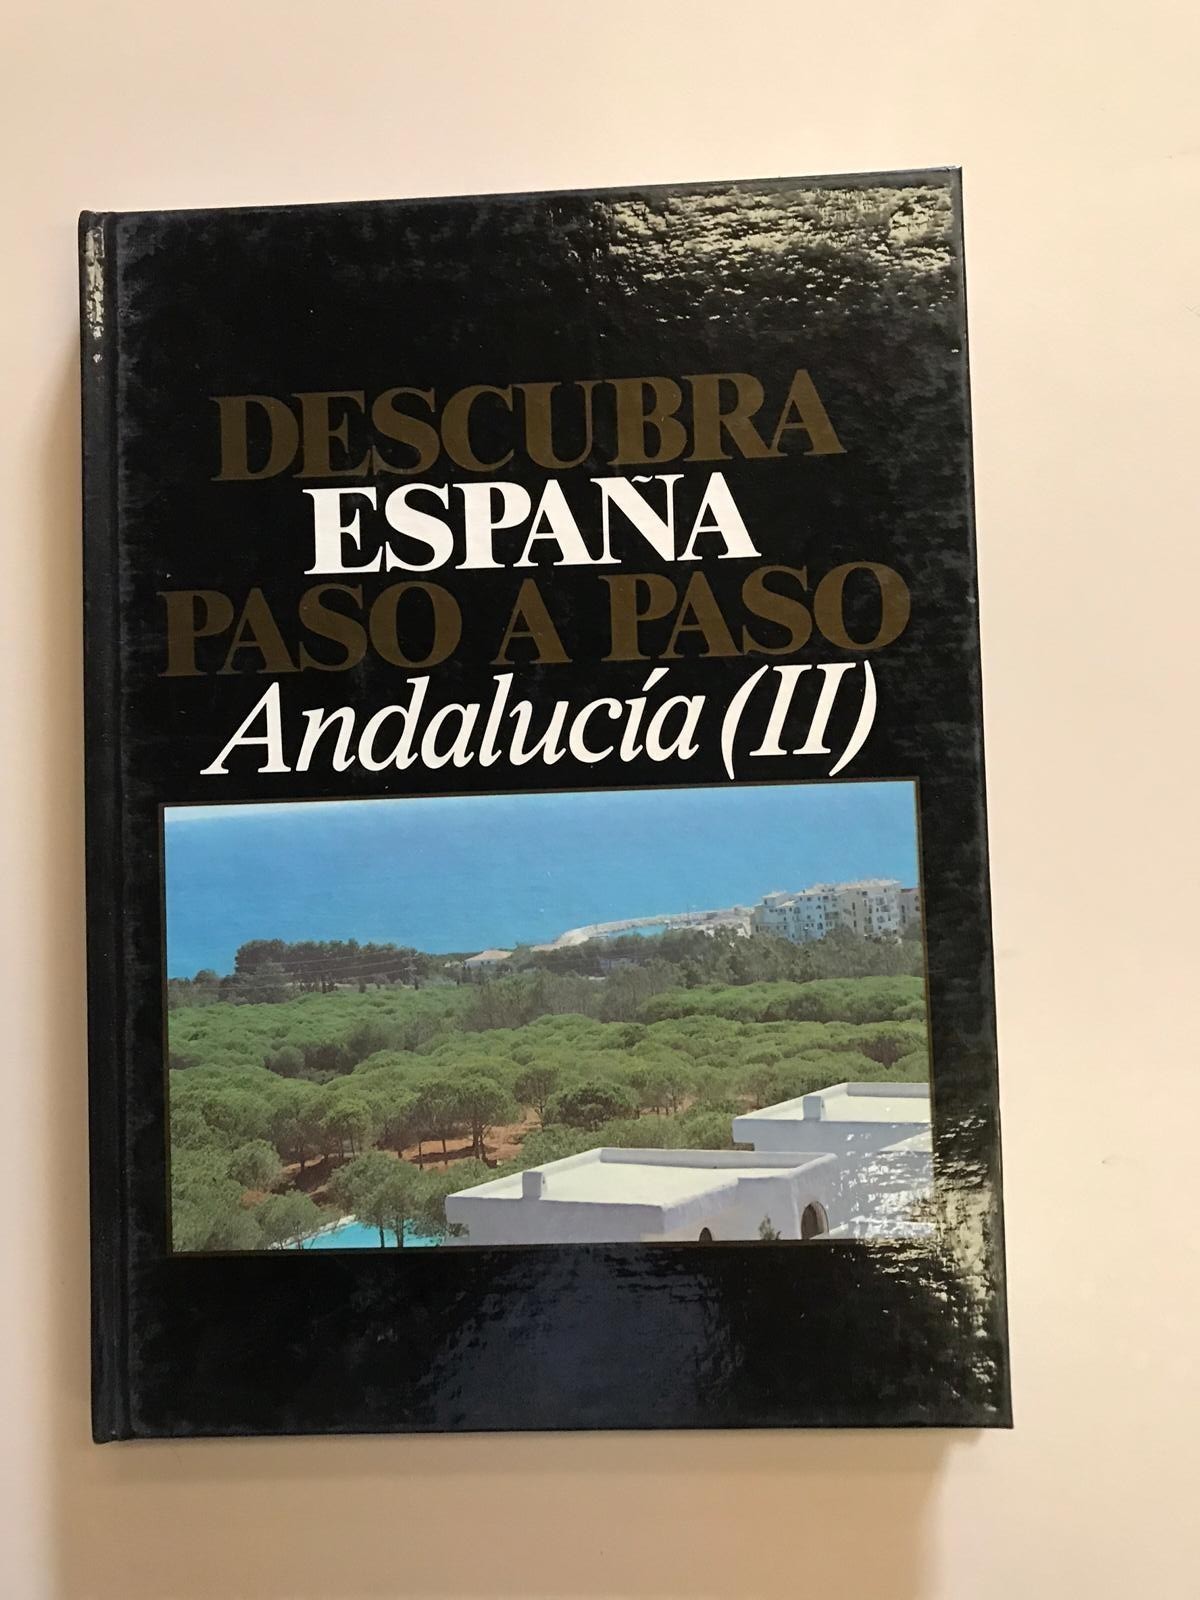 DESCUBRA
ESPAÑA
PASO A PASO
Andalucía (II)